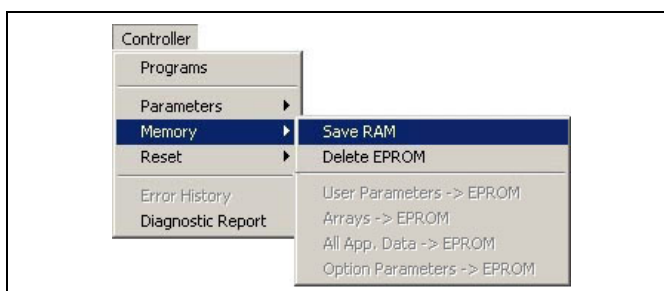 Controller
Programs
Parameters
Memory
Reset
Error History
Diagnostic Report
Save RAM
Delete EPROM
User Parameters -> EPROM
Arrays -> EPROM
All App. Data -> EPROM
Option Parameters -> EPROM